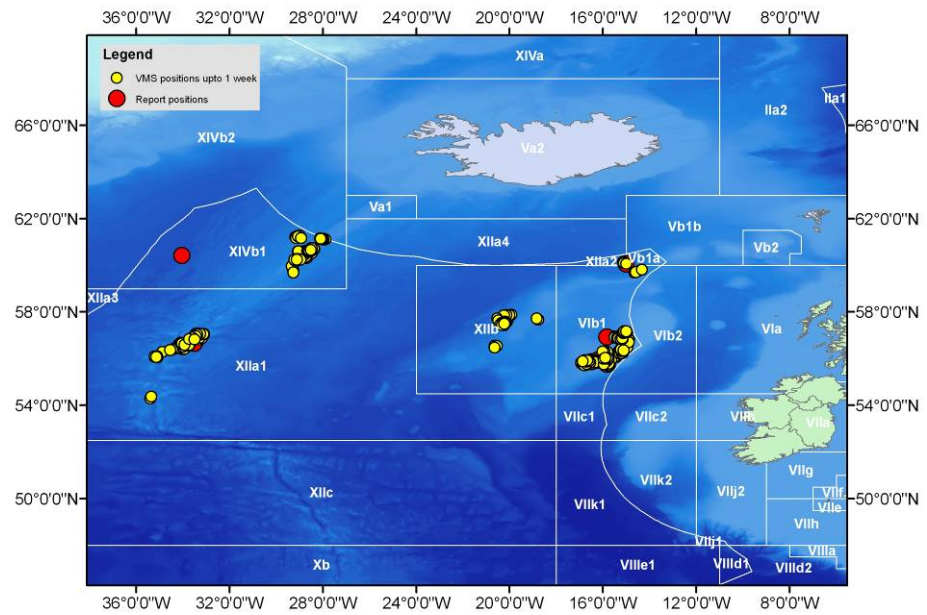 36°0'0"W 32°0'0"W 28°0'0"W 24°0'0"W 20°0'0"W 16°0'0"W 12°0'0"W 8°0'0"W
Legend
VMS positions upto 1 week
Report positions
XIVa
IIa1
IIa2
66°0'0"N 66°0'0"N
XIVb2
Va2
Va1
62°0'0"N 62°0'0"N
Vb1b
XIIa4
Vb2
XIVb1
XIIa2
Vb1a
XIIa3
58°0'0"N 58°0'0"N
XIIb
VIb1
VIb2
VIa
XIIa1
54°0'0"N 54°0'0"N
VIIc1
VIIc2
VIIb
VIIa
VIIg
XIIc
VIIk2
VIIj2
VIIf
50°0'0"N 50°0'0"N
VIIk1
VIIe
VIIh
VIIj1
VIIIa
Xb
VIIIe1
VIIId1
VIIId2
36°0'0"W 32°0'0"W 28°0'0"W 24°0'0"W 20°0'0"W 16°0'0"W 12°0'0"W 8°0'0"W